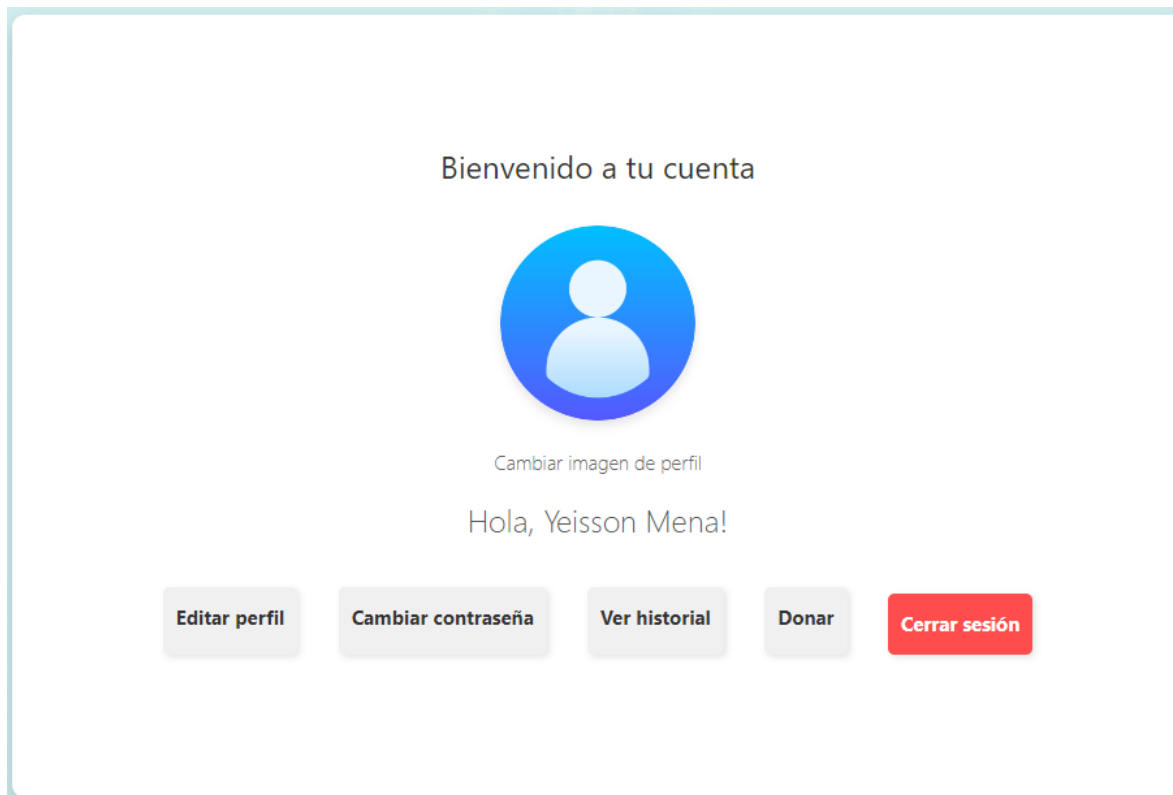 Bienvenido a tu cuenta
Cambiar imagen de perfil
Hola, Yeisson Mena!
Editar perfil Cambiar contraseña Ver historial Donar Cerrar sesión